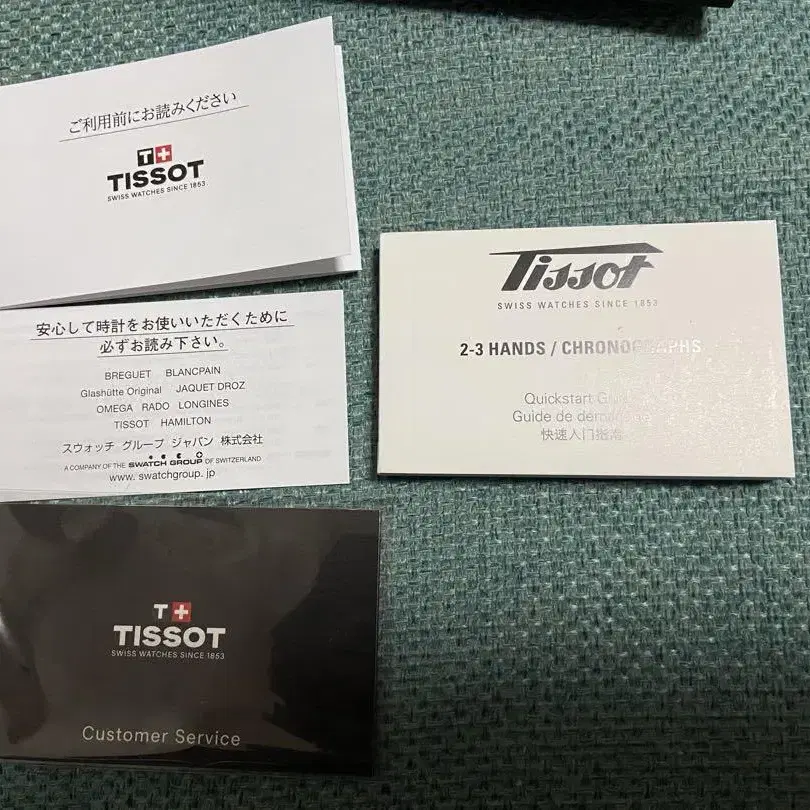 ご利用前にお読みください
T+
TISSOT
SWISS WATCHES SINCE 1853
安心して時計をお使いいただくために
必ずお読み下さい。
BREGUET BLANCPAIN
Glashütte Original JAQUET DROZ
OMEGA RADO LONGINES
TISSOT HAMILTON
スウォッチ グループ ジャパン 株式会社
A COMPANY OF THE SWATCH GROUP OF SWITZERLAND
www. swatchgroup. jp
T+
TISSOT
SWISS WATCHES SINCE 1853
Customer Service
Tissot
SWISS WATCHES SINCE 1853
2-3 HANDS / CHRONOGRAPHS
Quickstart
Guide de
快速入门指南